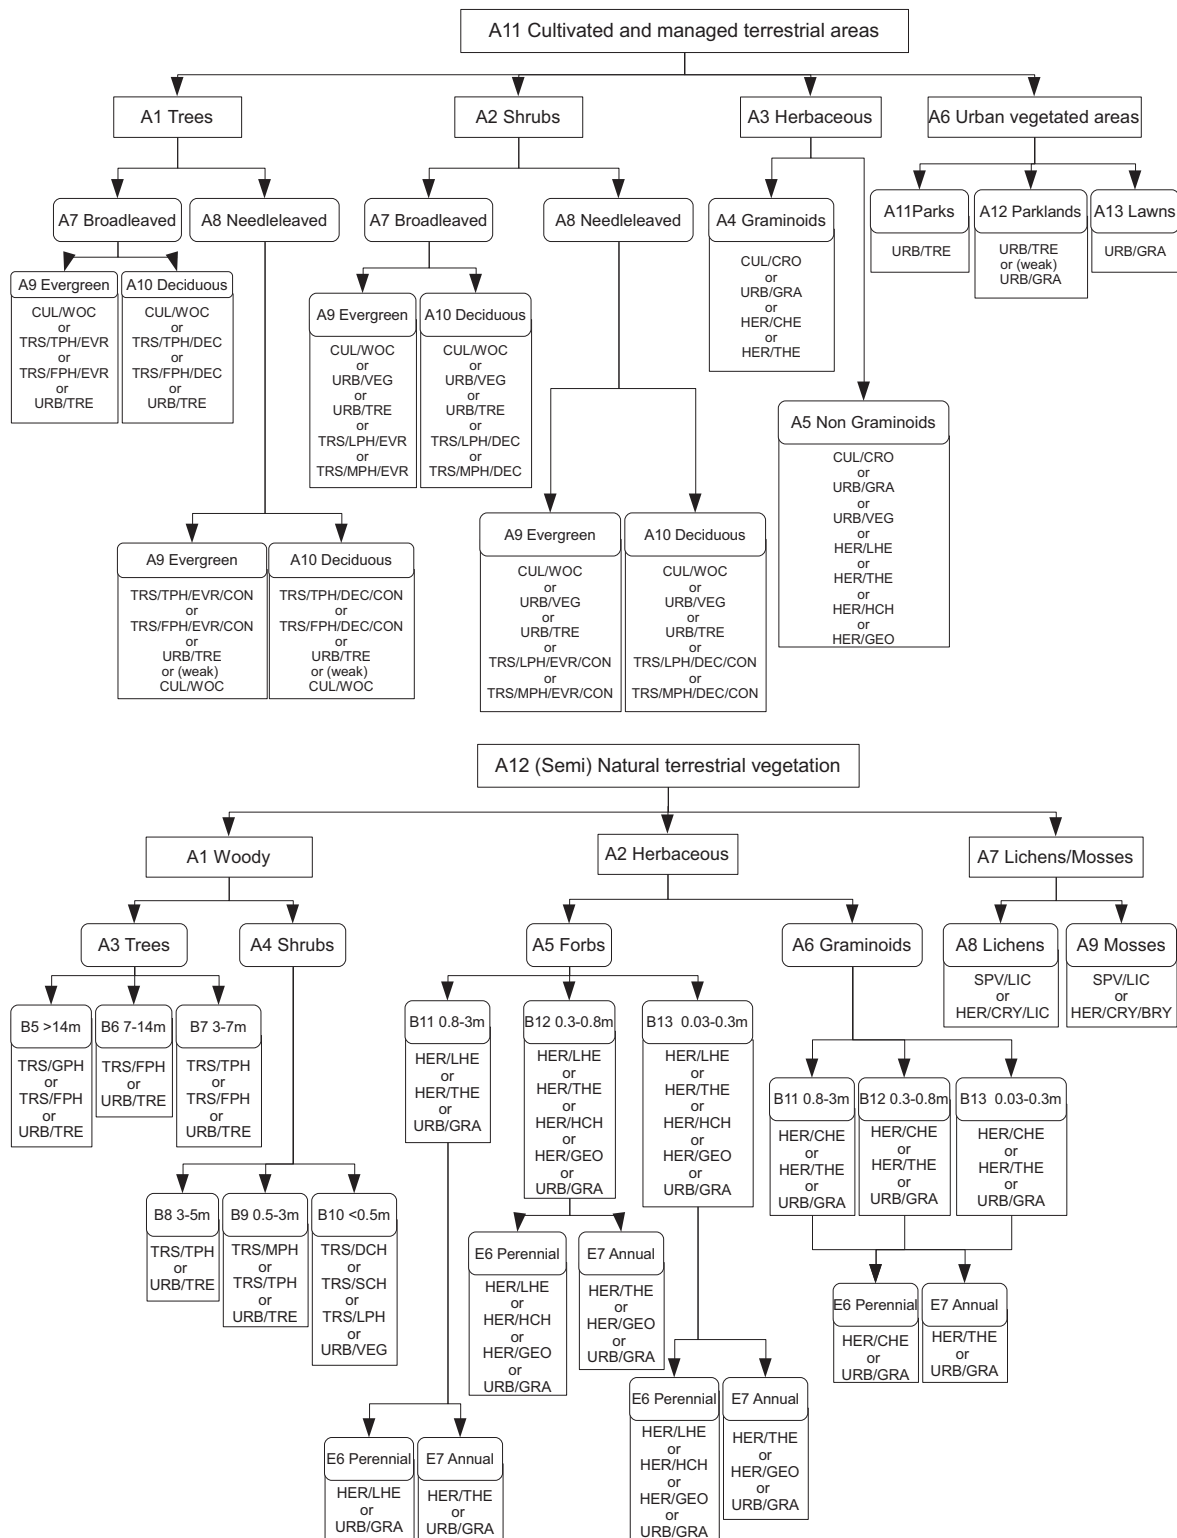 A11 Cultivated and managed terrestrial areas
A1 Trees
A2 Shrubs
A3 Herbaceous
A6 Urban vegetated areas
A7 Broadleaved
A8 Needleleaved
A7 Broadleaved
A8 Needleleaved
A4 Graminoids
CUL/CRO
or
URB/GRA
or
HER/CHE
or
HER/THE
A11Parks
URB/TRE
A12 Parklands
URB/TRE
or (weak)
URB/GRA
A13 Lawns
URB/GRA
A9 Evergreen
CUL/WOC
or
TRS/TPH/EVR
or
TRS/FPH/EVR
or
URB/TRE
A10 Deciduous
CUL/WOC
or
TRS/TPH/DEC
or
TRS/FPH/DEC
or
URB/TRE
A9 Evergreen
CUL/WOC
or
URB/VEG
or
URB/TRE
or
TRS/LPH/EVR
or
TRS/MPH/EVR
A10 Deciduous
CUL/WOC
or
URB/VEG
or
URB/TRE
or
TRS/LPH/DEC
or
TRS/MPH/DEC
A5 Non Graminoids
CUL/CRO
or
URB/GRA
or
URB/VEG
or
HER/LHE
or
HER/THE
or
HER/HCH
or
HER/GEO
A9 Evergreen
TRS/TPH/EVR/CON
or
TRS/FPH/EVR/CON
or
URB/TRE
or (weak)
CUL/WOC
A10 Deciduous
TRS/TPH/DEC/CON
or
TRS/FPH/DEC/CON
or
URB/TRE
or (weak)
CUL/WOC
A9 Evergreen
CUL/WOC
or
URB/VEG
or
URB/TRE
or
TRS/LPH/EVR/CON
or
TRS/MPH/EVR/CON
A10 Deciduous
CUL/WOC
or
URB/VEG
or
URB/TRE
or
TRS/LPH/DEC/CON
or
TRS/MPH/DEC/CON
A12 (Semi) Natural terrestrial vegetation
A1 Woody
A2 Herbaceous
A7 Lichens/Mosses
A3 Trees
A4 Shrubs
A5 Forbs
A6 Graminoids
A8 Lichens
SPV/LIC
or
HER/CRY/LIC
A9 Mosses
SPV/LIC
or
HER/CRY/BRY
B5 >14m
TRS/GPH
or
TRS/FPH
or
URB/TRE
B6 7-14m
TRS/FPH
or
URB/TRE
B7 3-7m
TRS/TPH
or
TRS/FPH
or
URB/TRE
B11 0.8-3m
HER/LHE
or
HER/THE
or
URB/GRA
B12 0.3-0.8m
HER/LHE
or
HER/THE
or
HER/HCH
or
HER/GEO
or
URB/GRA
B13 0.03-0.3m
HER/LHE
or
HER/THE
or
HER/HCH
or
HER/GEO
or
URB/GRA
B11 0.8-3m
HER/CHE
or
HER/THE
or
URB/GRA
B12 0.3-0.8m
HER/CHE
or
HER/THE
or
URB/GRA
B13 0.03-0.3m
HER/CHE
or
HER/THE
or
URB/GRA
B8 3-5m
TRS/TPH
or
URB/TRE
B9 0.5-3m
TRS/MPH
or
TRS/TPH
or
URB/TRE
B10 <0.5m
TRS/DCH
or
TRS/SCH
or
TRS/LPH
or
URB/VEG
E6 Perennial
HER/LHE
or
HER/HCH
or
HER/GEO
or
URB/GRA
E7 Annual
HER/THE
or
HER/GEO
or
URB/GRA
E6 Perennial
HER/CHE
or
URB/GRA
E7 Annual
HER/THE
or
URB/GRA
E6 Perennial
HER/LHE
or
URB/GRA
E7 Annual
HER/THE
or
URB/GRA
E6 Perennial
HER/LHE
or
HER/HCH
or
HER/GEO
or
URB/GRA
E7 Annual
HER/THE
or
HER/GEO
or
URB/GRA